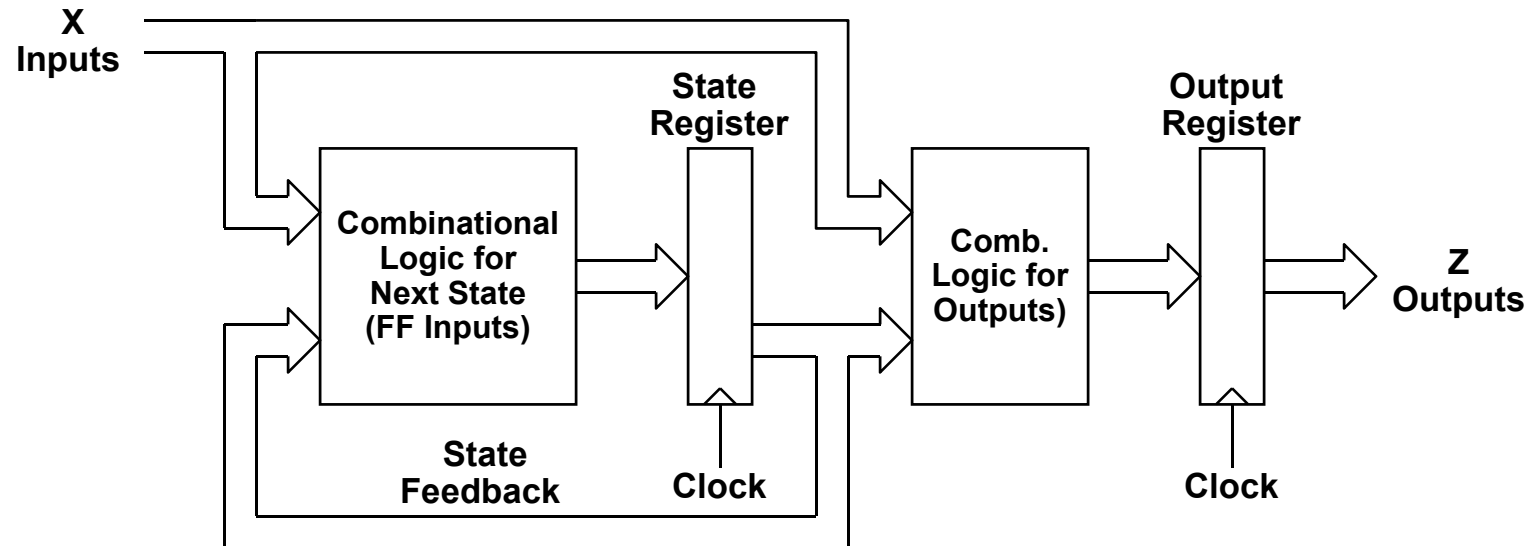 X
Inputs
State
Register
Output
Register
Combinational
Logic for
Next State
(FF Inputs)
Comb.
Logic for
Outputs)
Z
Outputs
State
Feedback
Clock
Clock